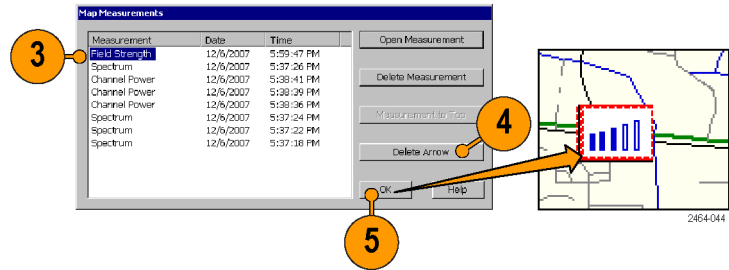 Map Measurements
Measurement Date Time
Field Strength 12/6/2007 5:59:47 PM
Spectrum 12/6/2007 5:37:26 PM
Channel Power 12/6/2007 5:38:41 PM
Channel Power 12/6/2007 5:38:39 PM
Channel Power 12/6/2007 5:38:36 PM
Spectrum 12/6/2007 5:37:24 PM
Spectrum 12/6/2007 5:37:22 PM
Spectrum 12/6/2007 5:37:18 PM
Open Measurement
Delete Measurement
Measurement to Top
Delete Arrow
OK
Help
3
4
5
2464-044